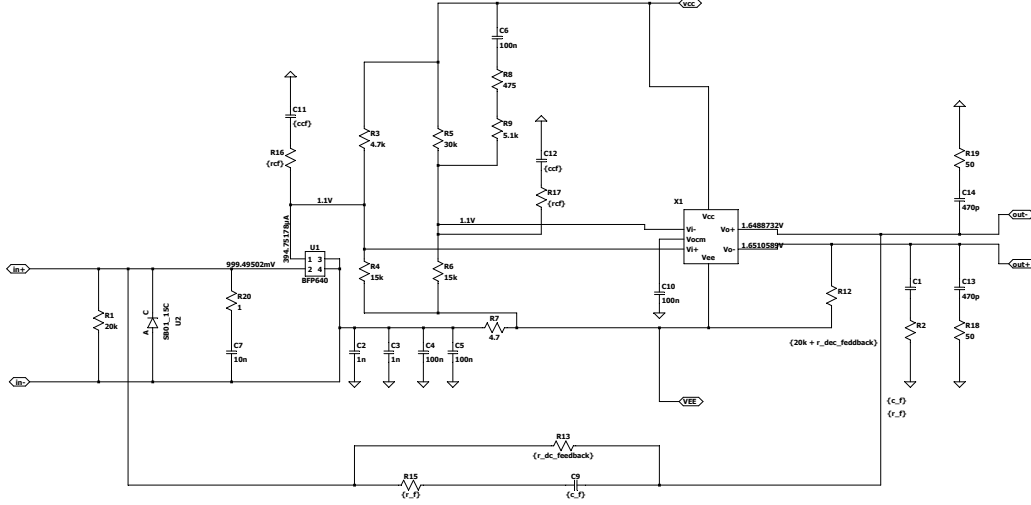 vcc
C6
100n
R8
475
R9
5.1k
C11
{ccf}
R16
{rcf}
R3
4.7k
R5
30k
C12
{ccf}
R17
{rcf}
R19
50
C14
470p
1.1V
1.1V
394.75178µA
X1
Vcc
Vi-
Vo+
Vocm
Vi+
Vo-
Vee
1.6488732V
1.6510589V
out-
out+
in+
999.49502mV
U1
1 3
2 4
BFP640
R4
15k
R6
15k
C10
100n
R1
20k
A C
SB01_15C
U2
R20
1
C7
10n
R7
4.7
R12
{20k + r_dec_feddback}
C1
R2
C13
470p
R18
50
C2
1n
C3
1n
C4
100n
C5
100n
in-
VEE
{c_f}
{r_f}
R13
{r_dc_feedback}
R15
{r_f}
C9
{c_f}